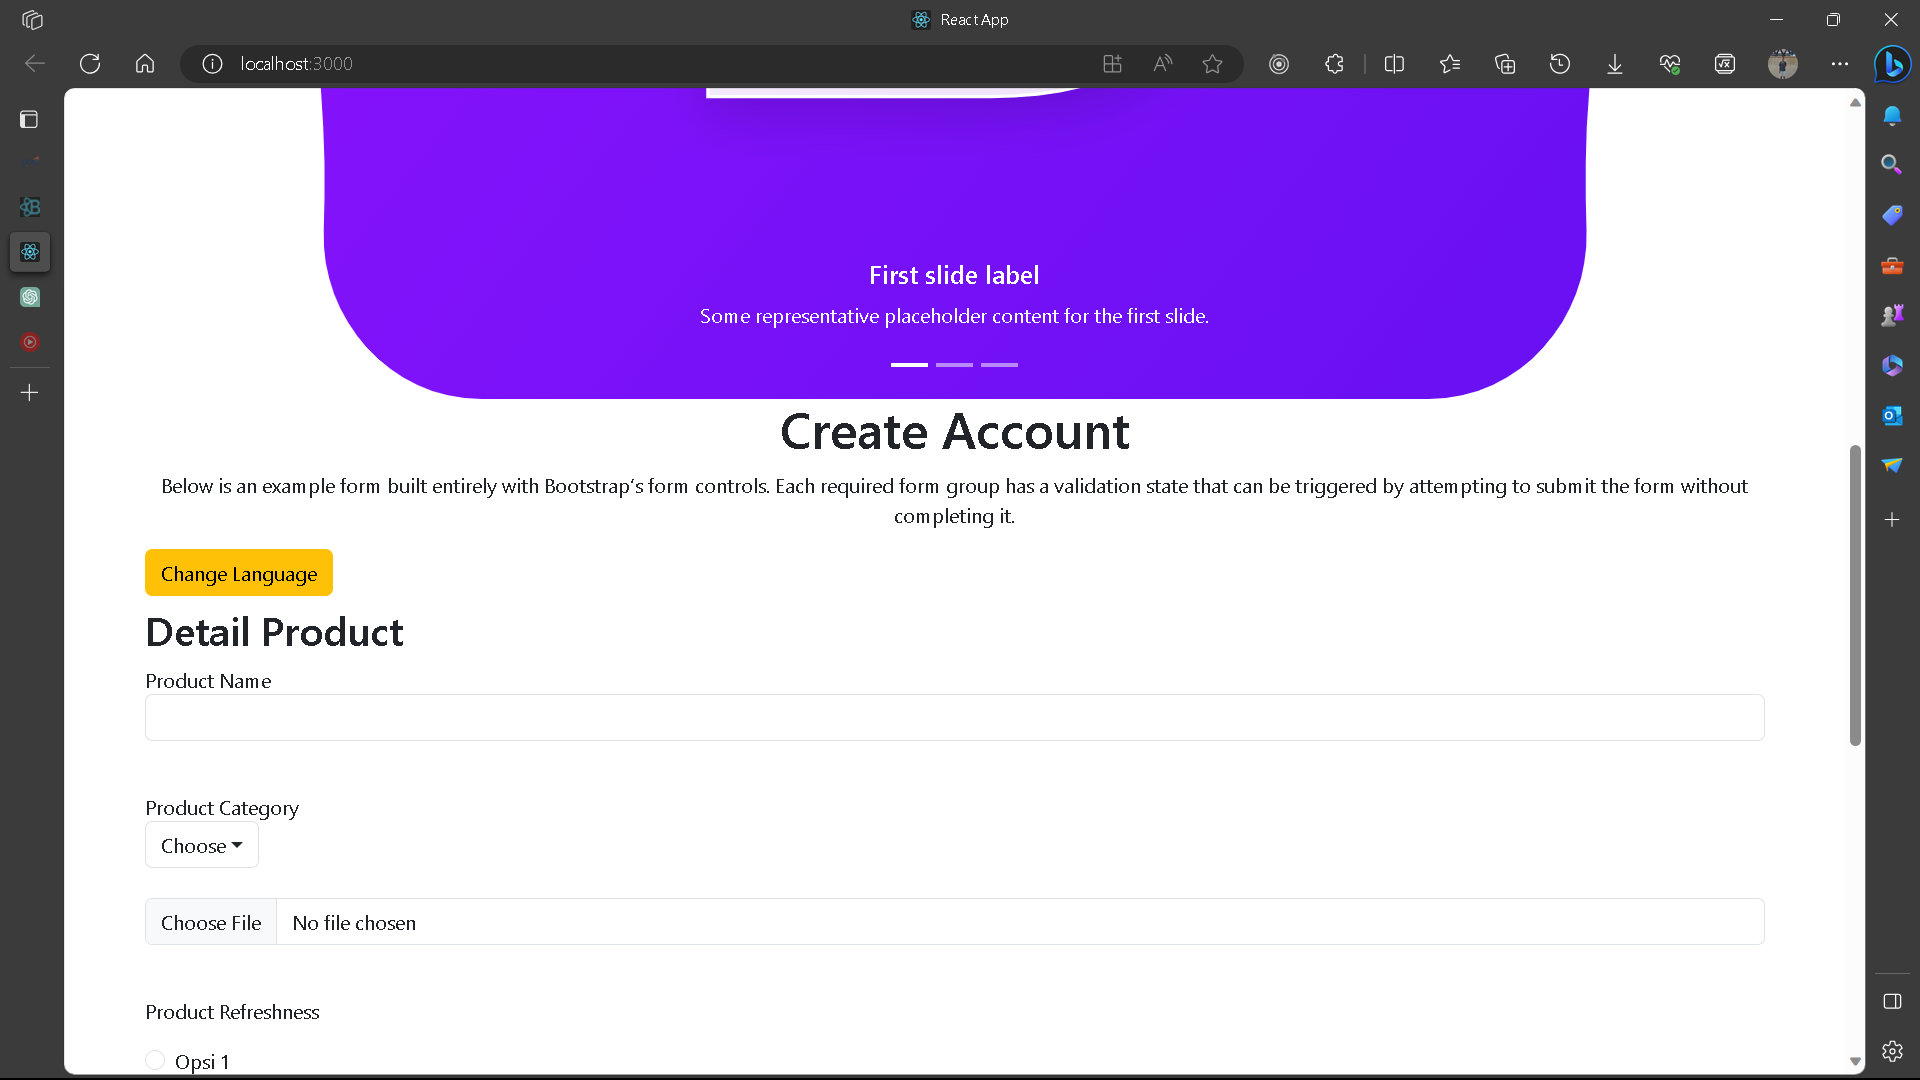 React App
localhost:3000
First slide label
Some representative placeholder content for the first slide.
Create Account
Below is an example form built entirely with Bootstrap's form controls. Each required form group has a validation state that can be triggered by attempting to submit the form without
completing it.
Change Language
Detail Product
Product Name
Product Category
Choose
Choose File No file chosen
Product Refreshness
Opsi 1